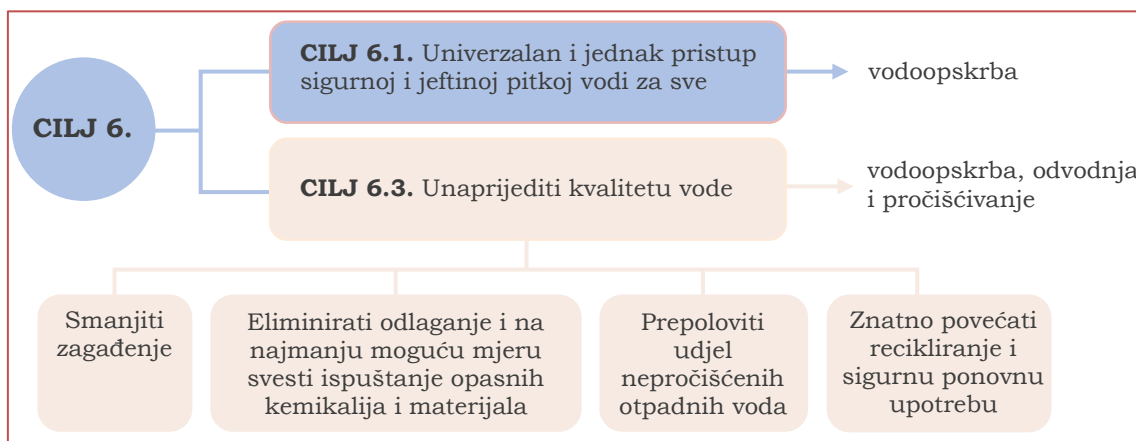 CILJ 6.
CILJ 6.1. Univerzalan i jednak pristup
sigurnoj i jeftinoj pitkoj vodi za sve
vodoopskrba
CILJ 6.3. Unaprijediti kvalitetu vode
vodoopskrba, odvodnja
i pročišćivanje
Smanjiti
zagađenje
Eliminirati odlaganje i na
najmanju moguću mjeru
svesti ispuštanje opasnih
kemikalija i materijala
Prepoloviti
udjel
nepročišćenih
otpadnih voda
Znatno povećati
recikliranje i
sigurnu ponovnu
upotrebu